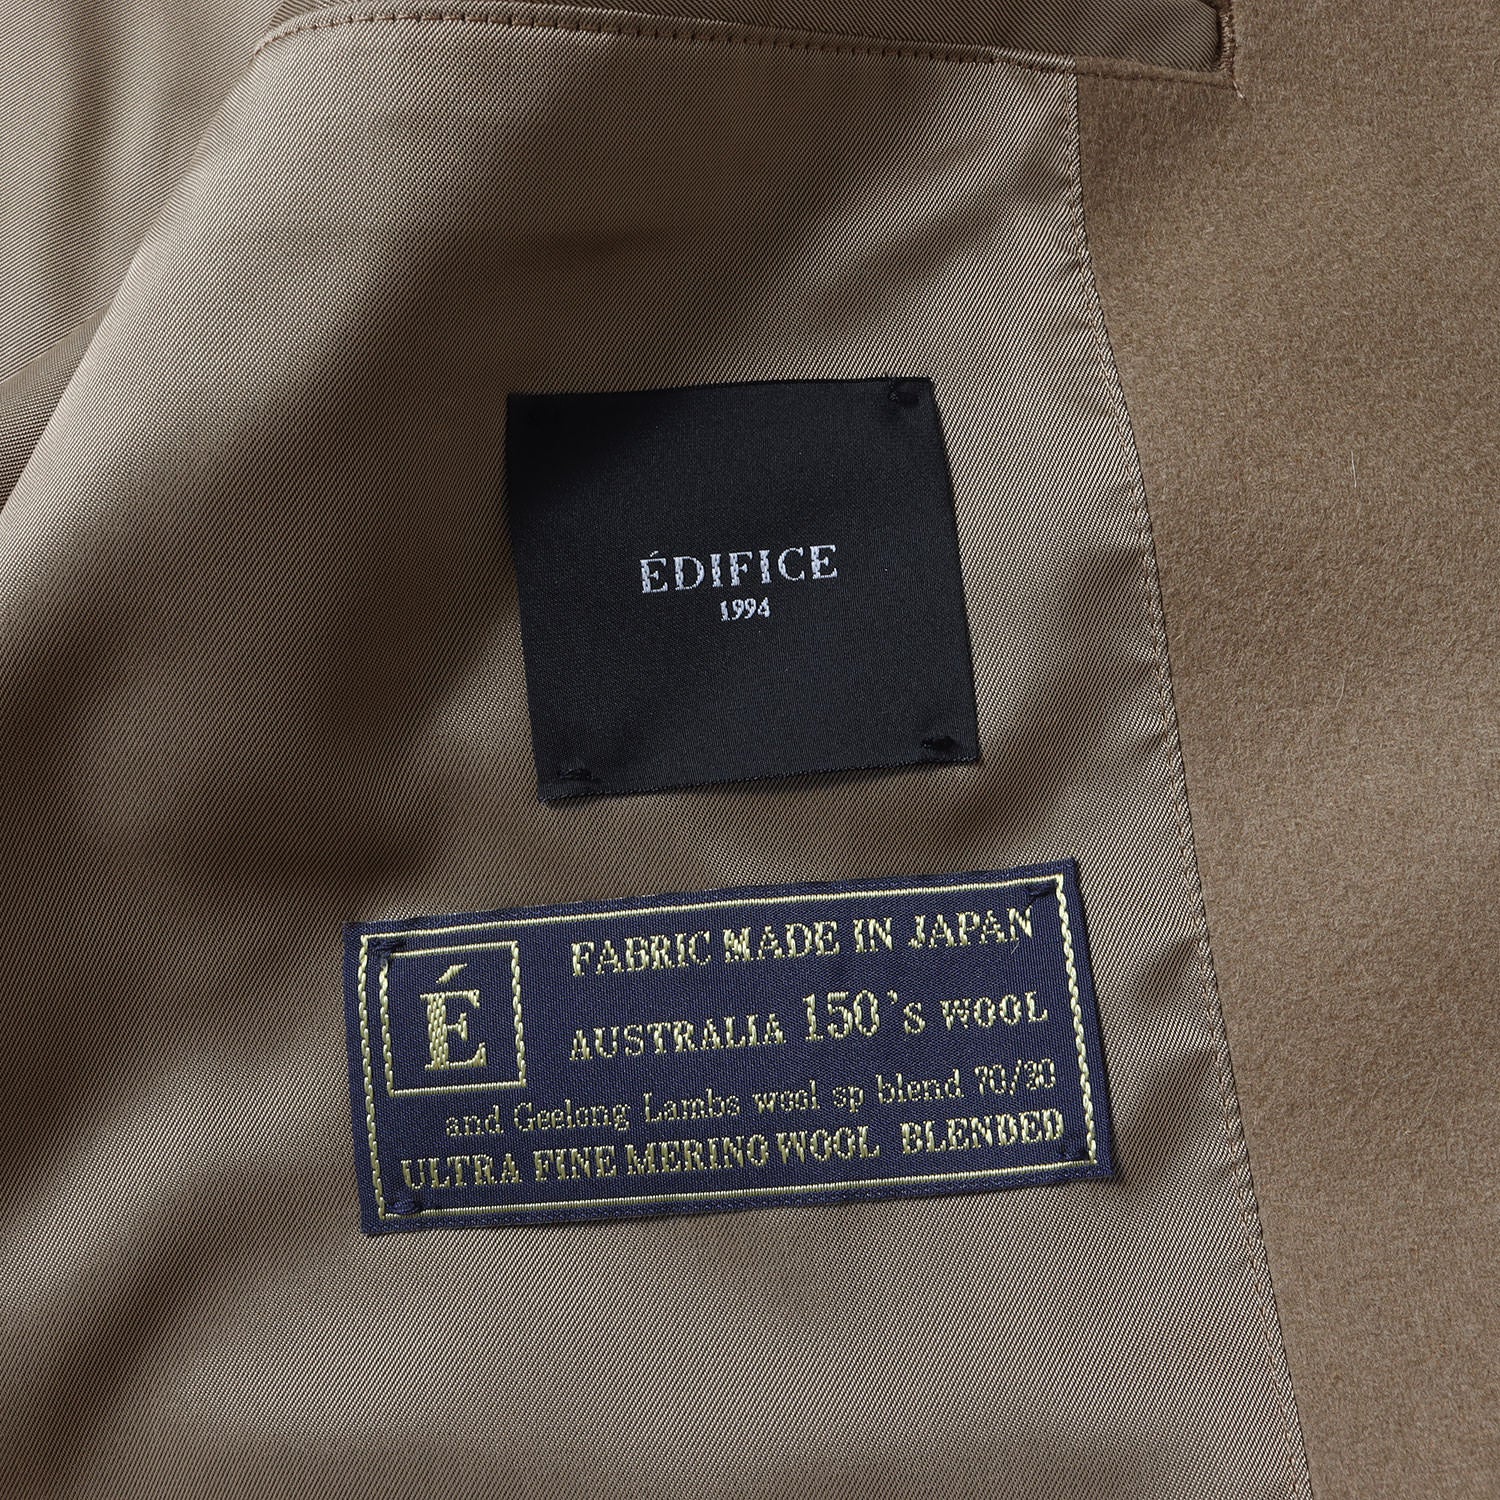 ÉDIFICE
1994
É
FABRIC MADE IN JAPAN
AUSTRALIA 150's WOOL
and Geelong Lambs wool sp blend 70/30
ULTRA FINE MERINO WOOL BLENDED